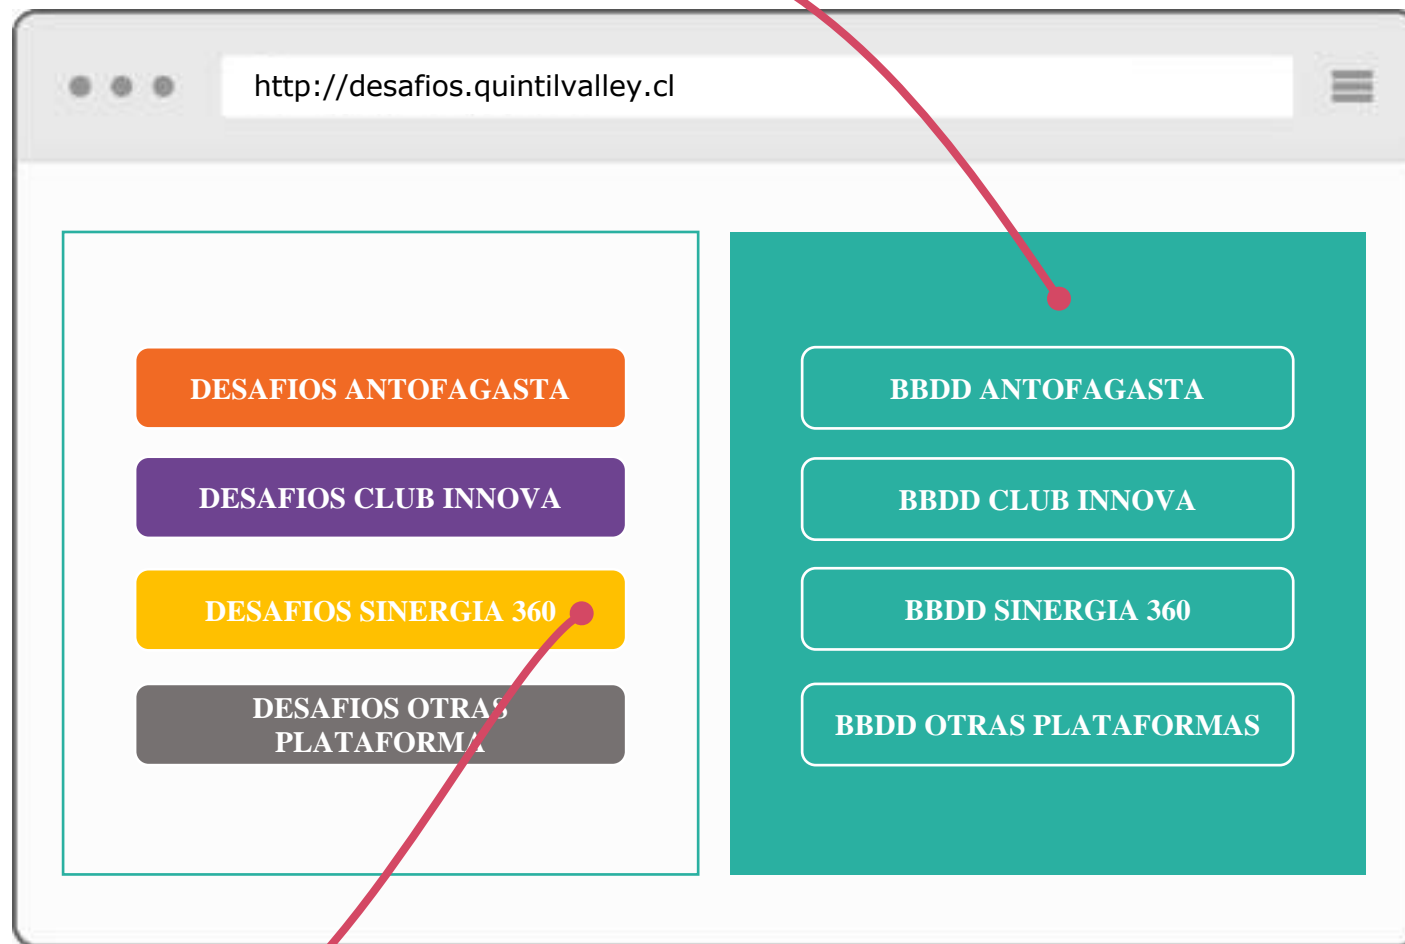 http://desafios.quintilvalley.cl
DESAFIOS ANTOFAGASTA
DESAFIOS CLUB INNOVA
DESAFIOS SINERGIA 360
DESAFIOS OTRAS
PLATAFORMA
BBDD ANTOFAGASTA
BBDD CLUB INNOVA
BBDD SINERGIA 360
BBDD OTRAS PLATAFORMAS